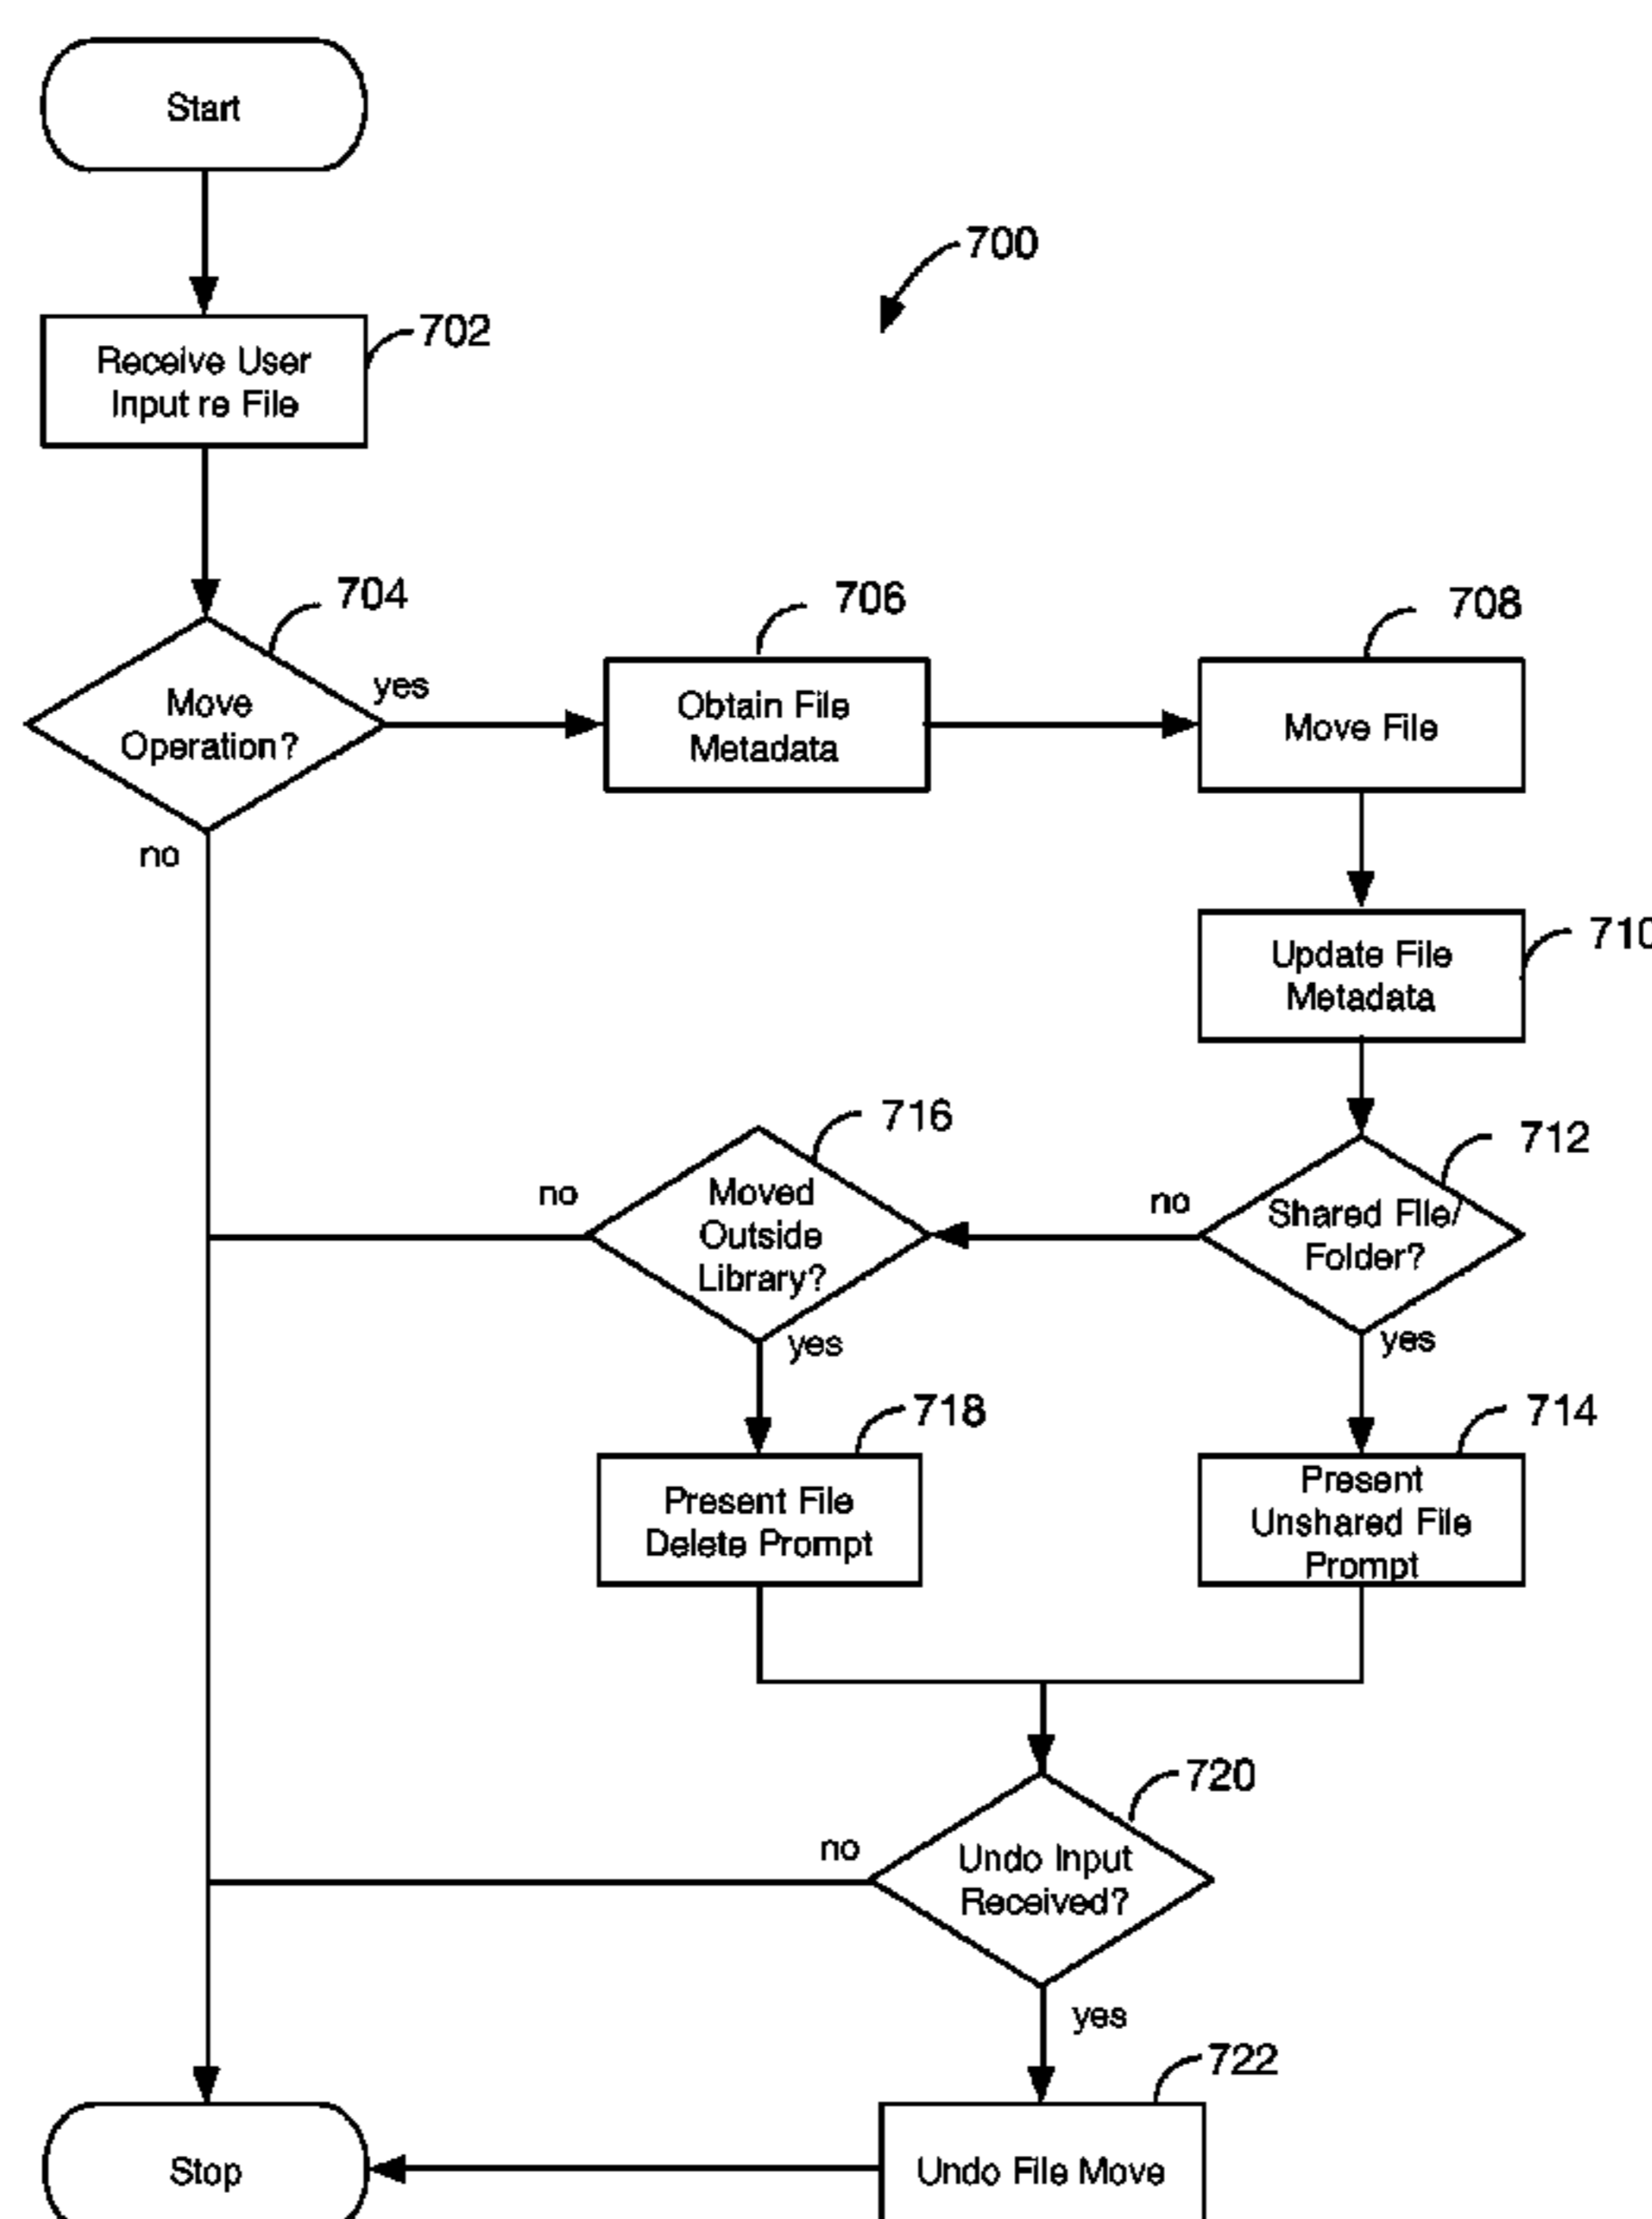 Start
700
702
Receive User
Input re File
704
Move
Operation?
yes
no
706
Obtain File
Metadata
708
Move File
710
Update File
Metadata
712
Shared File/
Folder?
no
yes
716
Moved
Outside
Library?
no
yes
718
Present File
Delete Prompt
714
Present
Unshared File
Prompt
720
Undo Input
Received?
no
yes
722
Undo File Move
Stop